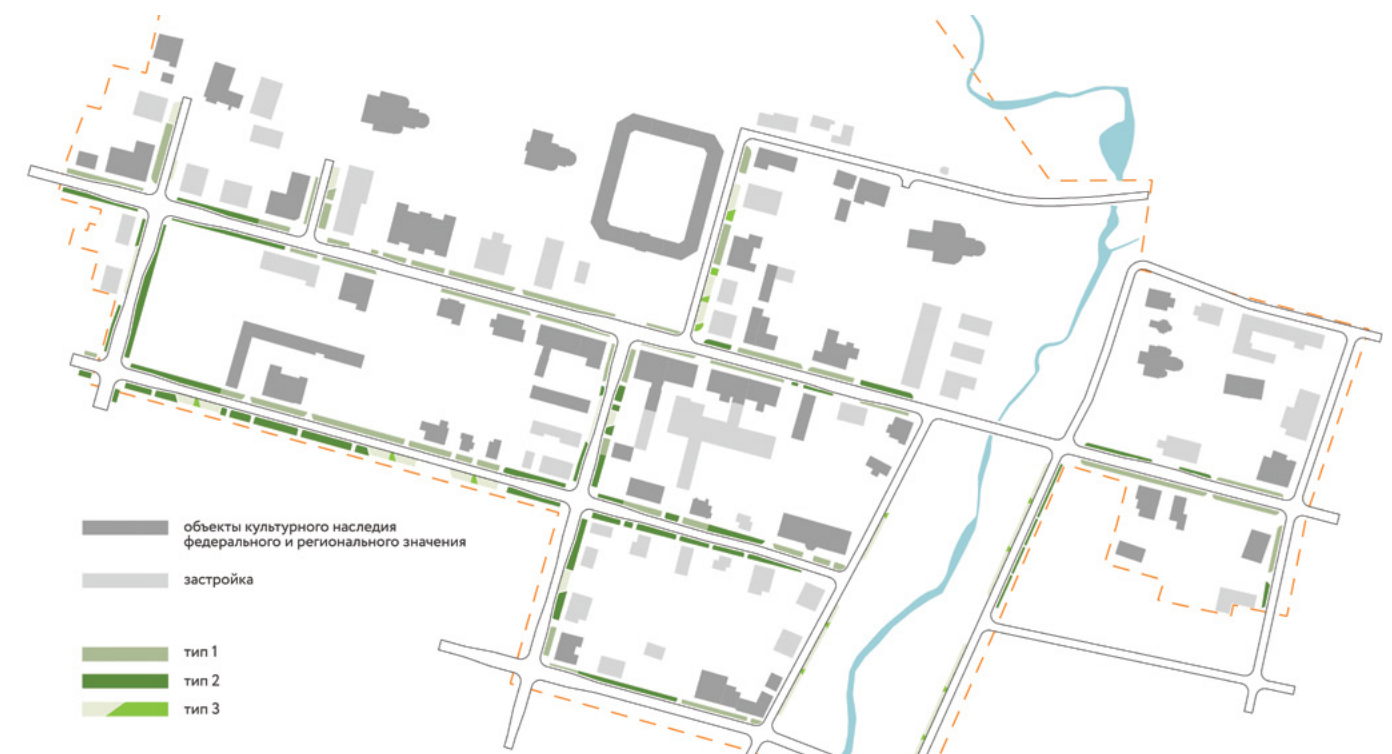 объекты культурного наследия
федерального и регионального значения
застройка
тип 1
тип 2
тип 3